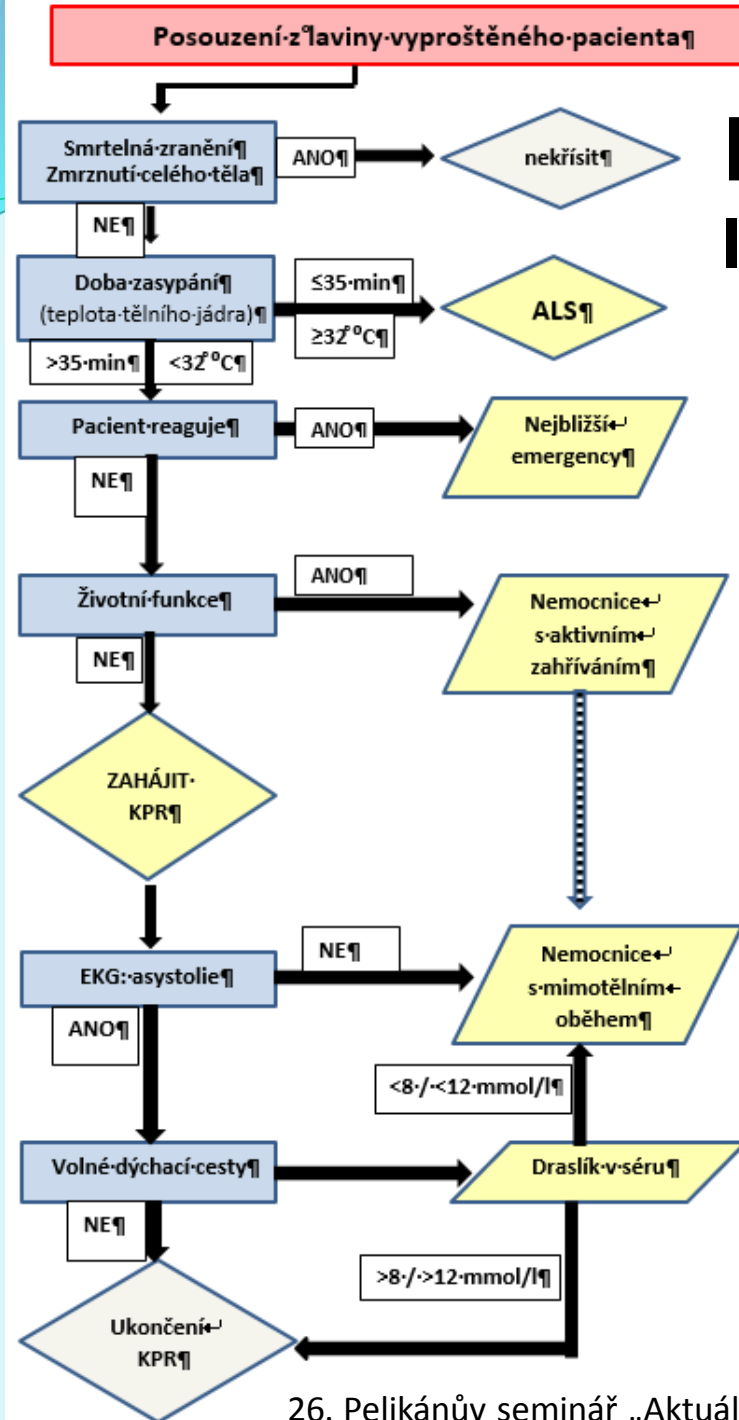 Posouzení·z°laviny·vyproštěného·pacienta¶
Smrtelná·zranění¶
Zmrznutí·celého·těla¶
ANO¶
nekřísit¶
NE¶
Doba·zasypání¶
(teplota·tělního·jádra)¶
≤35·min¶
≥32°°C¶
ALS¶
>35·min¶
<32°°C¶
Pacient·reaguje¶
ANO¶
Nejbližší↵
emergency¶
NE¶
Životní·funkce¶
ANO¶
Nemocnice↵
s·aktivním↵
zahříváním¶
NE¶
ZAHÁJIT·
KPR¶
EKG:·asystolie¶
NE¶
Nemocnice↵
s·mimotělním↵
oběhem¶
ANO¶
<8·/·<12·mmol/l¶
Volné·dýchací·cesty¶
Draslík·v·séru¶
NE¶
>8·/·>12·mmol/l¶
Ukončení↵
KPR¶
26. Pelikánův seminář „Aktuál